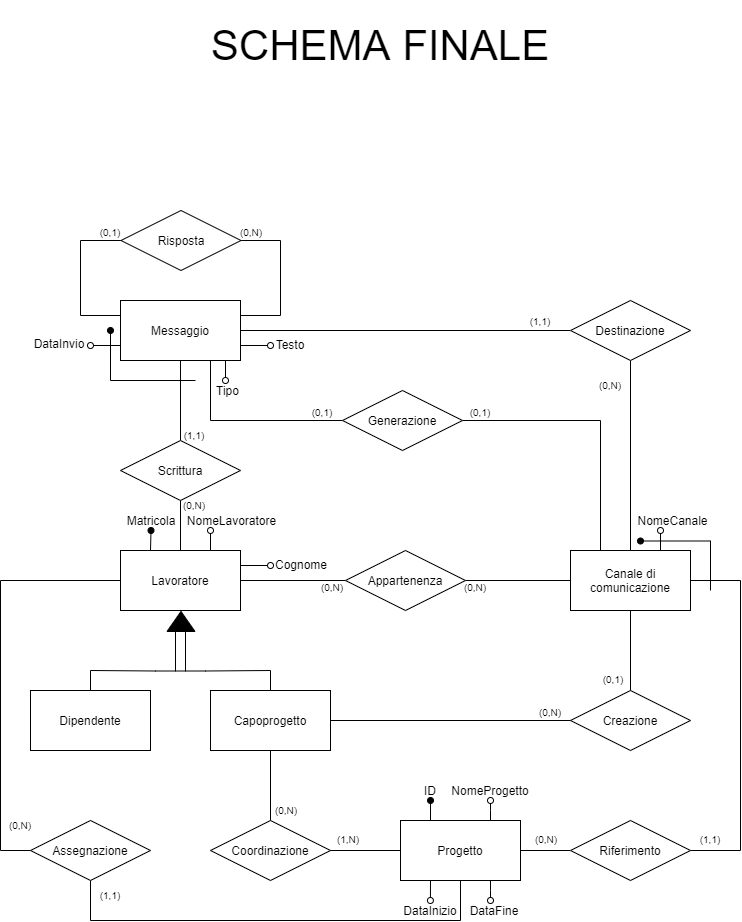 SCHEMA FINALE
(0,1)
Risposta
(0,N)
Messaggio
(1,1)
Destinazione
DataInvio
Testo
Tipo
(0,N)
(0,1)
Generazione
(0,1)
(1,1)
Scrittura
(0,N)
Matricola
NomeLavoratore
NomeCanale
Cognome
Lavoratore
(0,N)
Appartenenza
(0,N)
Canale di
comunicazione
(0,1)
Dipendente
Capoprogetto
(0,N)
Creazione
ID
NomeProgetto
(0,N)
(0,N)
Assegnazione
Coordinazione
(1,N)
Progetto
(0,N)
Riferimento
(1,1)
(1,1)
DataInizio
DataFine